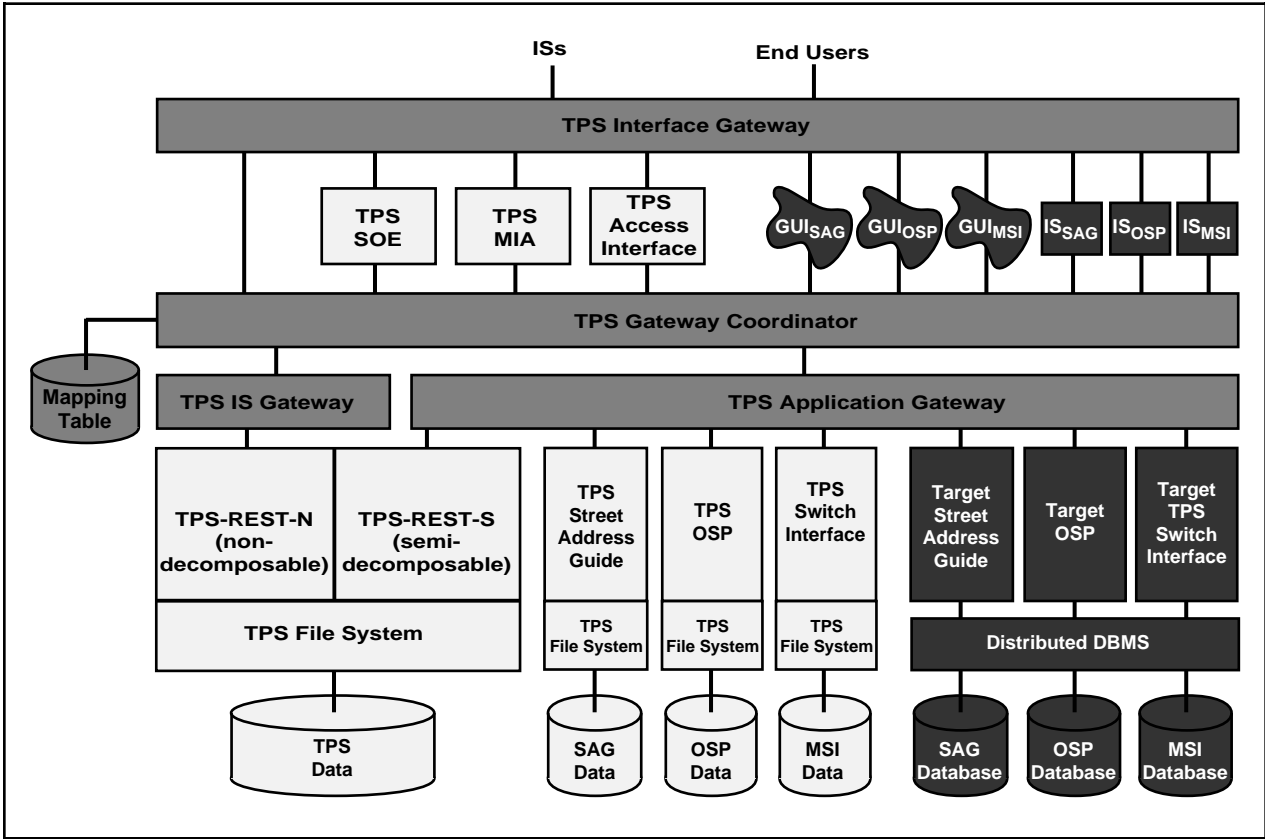 ISs
End Users
TPS Interface Gateway
TPS
SOE
TPS
MIA
TPS
Access
Interface
GUISAG
GUIOSP
GUIMSI
ISSAG
ISOSP
ISMSI
TPS Gateway Coordinator
Mapping
Table
TPS IS Gateway
TPS Application Gateway
TPS-REST-N
(non-
decomposable)
TPS-REST-S
(semi-
decomposable)
TPS
Street
Address
Guide
TPS
OSP
TPS
Switch
Interface
Target
Street
Address
Guide
Target
OSP
Target
TPS
Switch
Interface
TPS File System
TPS
File System
TPS
File System
TPS
File System
Distributed DBMS
TPS
Data
SAG
Data
OSP
Data
MSI
Data
SAG
Database
OSP
Database
MSI
Database